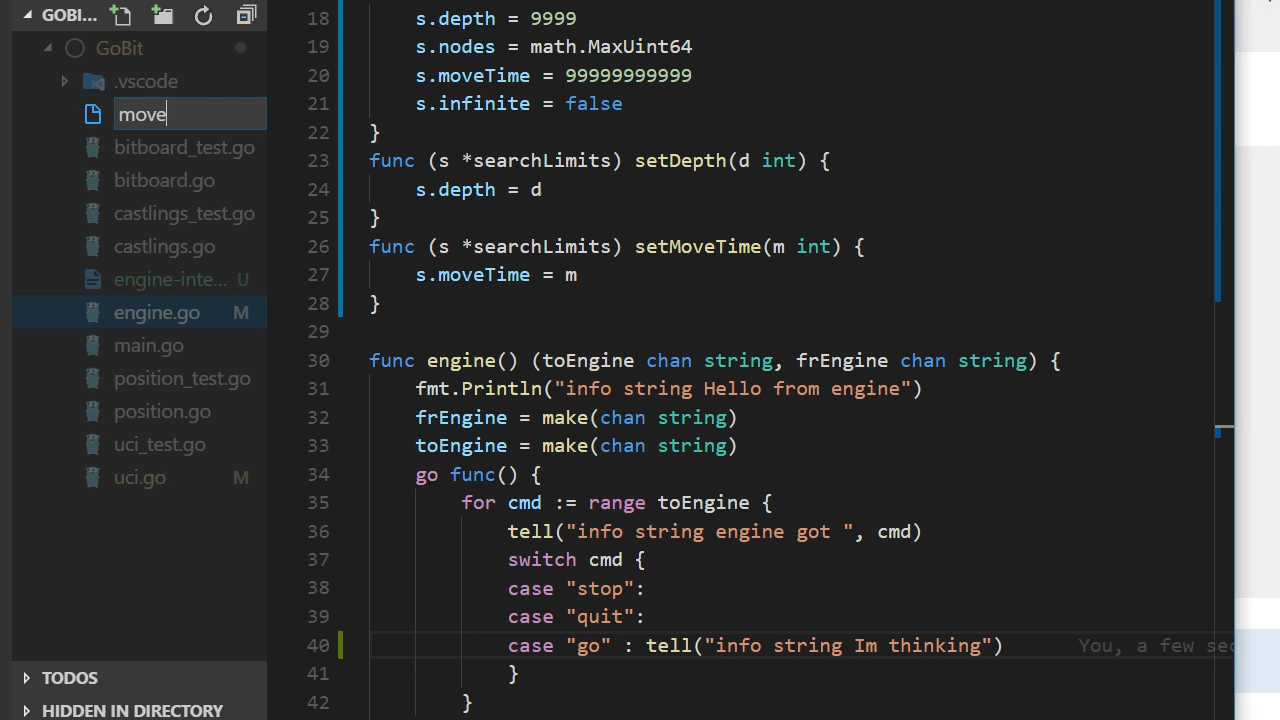 GOBI...
GoBit
.vscode
move
bitboard_test.go
bitboard.go
castlings_test.go
castlings.go
engine-inte... U
engine.go M
main.go
position_test.go
position.go
uci_test.go
uci.go M
TODOS
HIDDEN IN DIRECTORY
18 s.depth = 9999
19 s.nodes = math.MaxUint64
20 s.moveTime = 99999999999
21 s.infinite = false
22 }
23 func (s *searchLimits) setDepth(d int) {
24 s.depth = d
25 }
26 func (s *searchLimits) setMoveTime(m int) {
27 s.moveTime = m
28 }
29
30 func engine() (toEngine chan string, frEngine chan string) {
31 fmt.Println("info string Hello from engine")
32 frEngine = make(chan string)
33 toEngine = make(chan string)
34 go func() {
35 for cmd := range toEngine {
36 tell("info string engine got ", cmd)
37 switch cmd {
38 case "stop":
39 case "quit":
40 case "go" : tell("info string Im thinking") You, a few sec
41 }
42 }